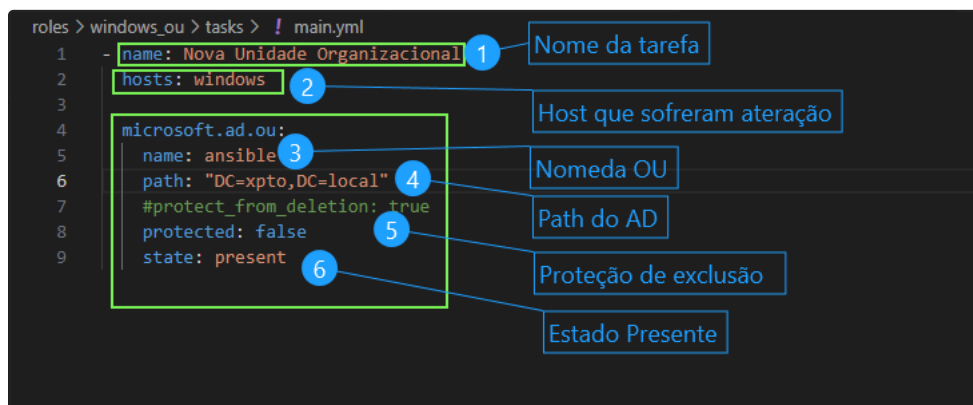 roles > windows_ou > tasks > ! main.yml
1 - name: Nova Unidade Organizacional 1 Nome da tarefa
2 hosts: windows 2
3 Host que sofreram ateração
4 microsoft.ad.ou:
5 name: ansible 3 Nomeda OU
6 path: "DC=xpto,DC=local" 4
7 #protect_from_deletion: true Path do AD
8 protected: false 5
9 state: present 6 Proteção de exclusão
Estado Presente